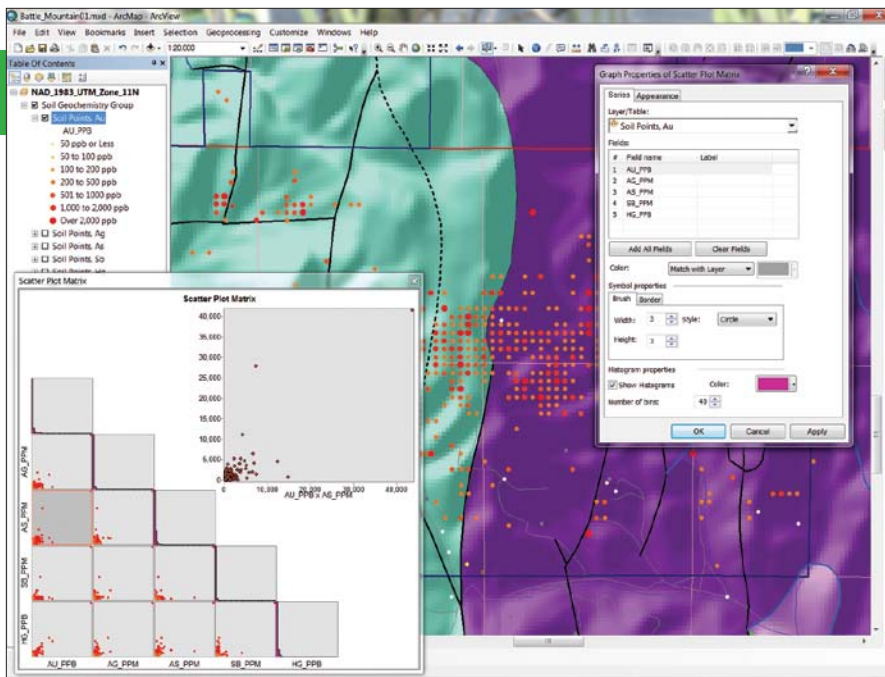 Battle_Mountain01.mxd - ArcMap - ArcView
File Edit View Bookmarks Insert Selection Geoprocessing Customize Windows Help
1:20,000
Table Of Contents
NAD_1983_UTM_Zone_11N
Soil Geochemistry Group
Soil Points, Au
AU_PPB
50 ppb or Less
50 to 100 ppb
100 to 200 ppb
200 to 500 ppb
501 to 1000 ppb
1,000 to 2,000 ppb
Over 2,000 ppb
Soil Points, Ag
Soil Points, As
Graph Properties of Scatter Plot Matrix
Series Appearance
Layer/Table:
Soil Points, Au
Fields:
# Field name Label
1 AU_PPB
2 AG_PPM
3 AS_PPM
4 SB_PPM
5 HG_PPB
Add All Fields Clear Fields
Color: Match with Layer
Symbol properties
Brush Border
Width: 3 Style: Circle
Height: 3
Histogram properties
Show Histograms Color:
Number of bins: 40
OK Cancel Apply
Scatter Plot Matrix
Scatter Plot Matrix
40,000
35,000
30,000
25,000
20,000
15,000
10,000
5,000
0
0 10,000 20,000 30,000 40,000
AU_PPB x AS_PPM
AG_PPM
AS_PPM
SB_PPM
HG_PPB
AU_PPB AG_PPM AS_PPM SB_PPM HG_PPB